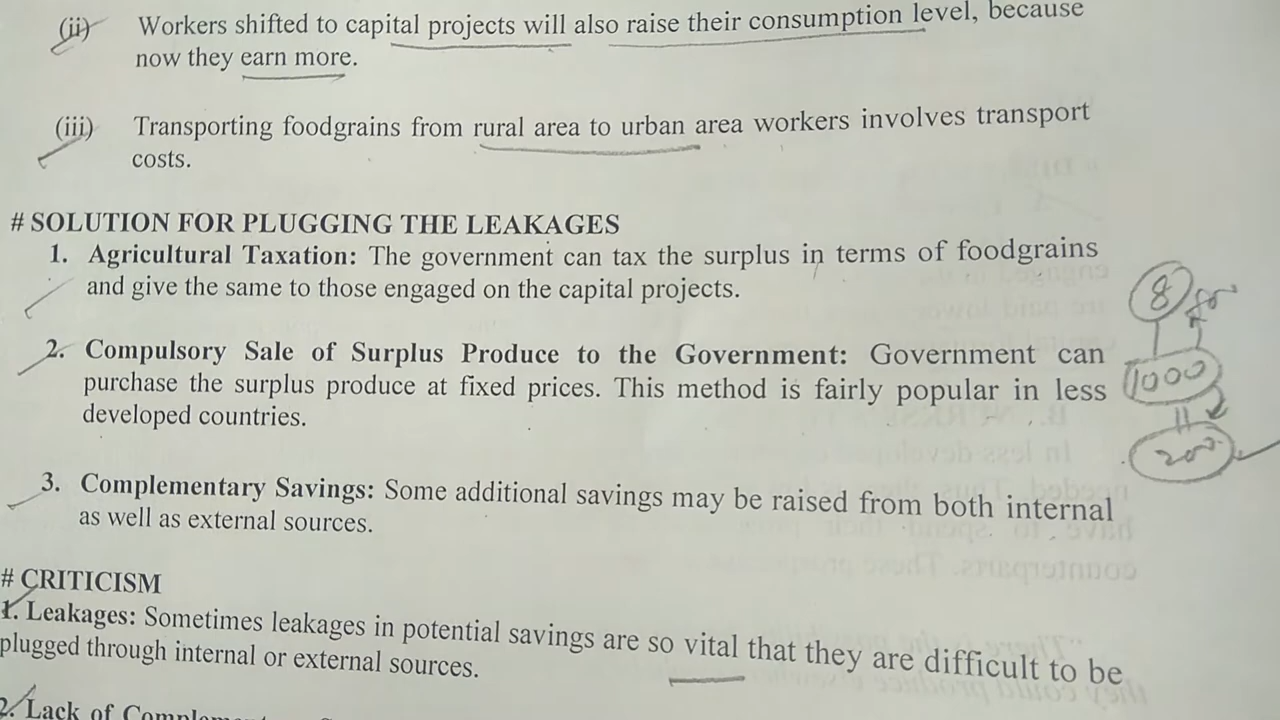 (ii) Workers shifted to capital projects will also raise their consumption level, because
now they earn more.
(iii) Transporting foodgrains from rural area to urban area workers involves transport
costs.
# SOLUTION FOR PLUGGING THE LEAKAGES
1. Agricultural Taxation: The government can tax the surplus in terms of foodgrains
and give the same to those engaged on the capital projects.
8
2. Compulsory Sale of Surplus Produce to the Government: Government can
purchase the surplus produce at fixed prices. This method is fairly popular in less
developed countries.
1000
200
3. Complementary Savings: Some additional savings may be raised from both internal
as well as external sources.
# CRITICISM
1. Leakages: Sometimes leakages in potential savings are so vital that they are difficult to be
plugged through internal or external sources.
2. Lack of